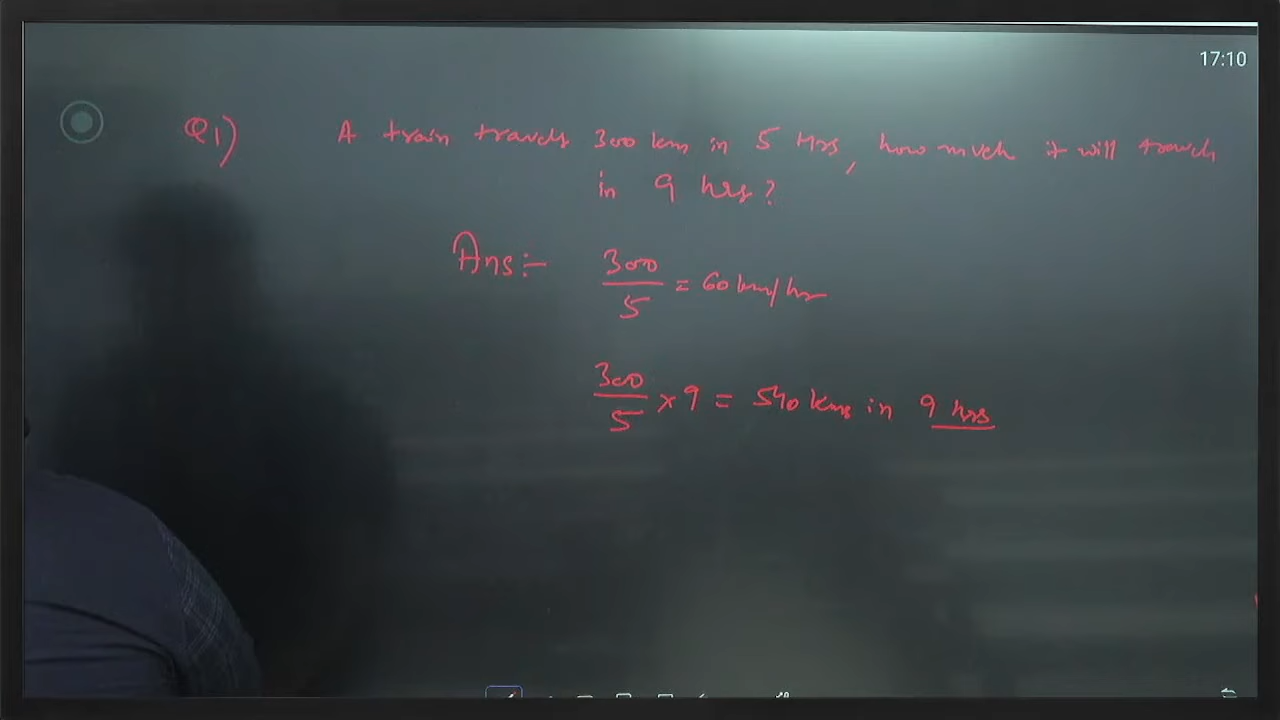 17:10
Q1) A train travels 300 km in 5 Hrs, how much it will travel
in 9 hrs?
Ans:- 300/5 = 60 km/hr
300/5 × 9 = 540 kms in 9 hrs